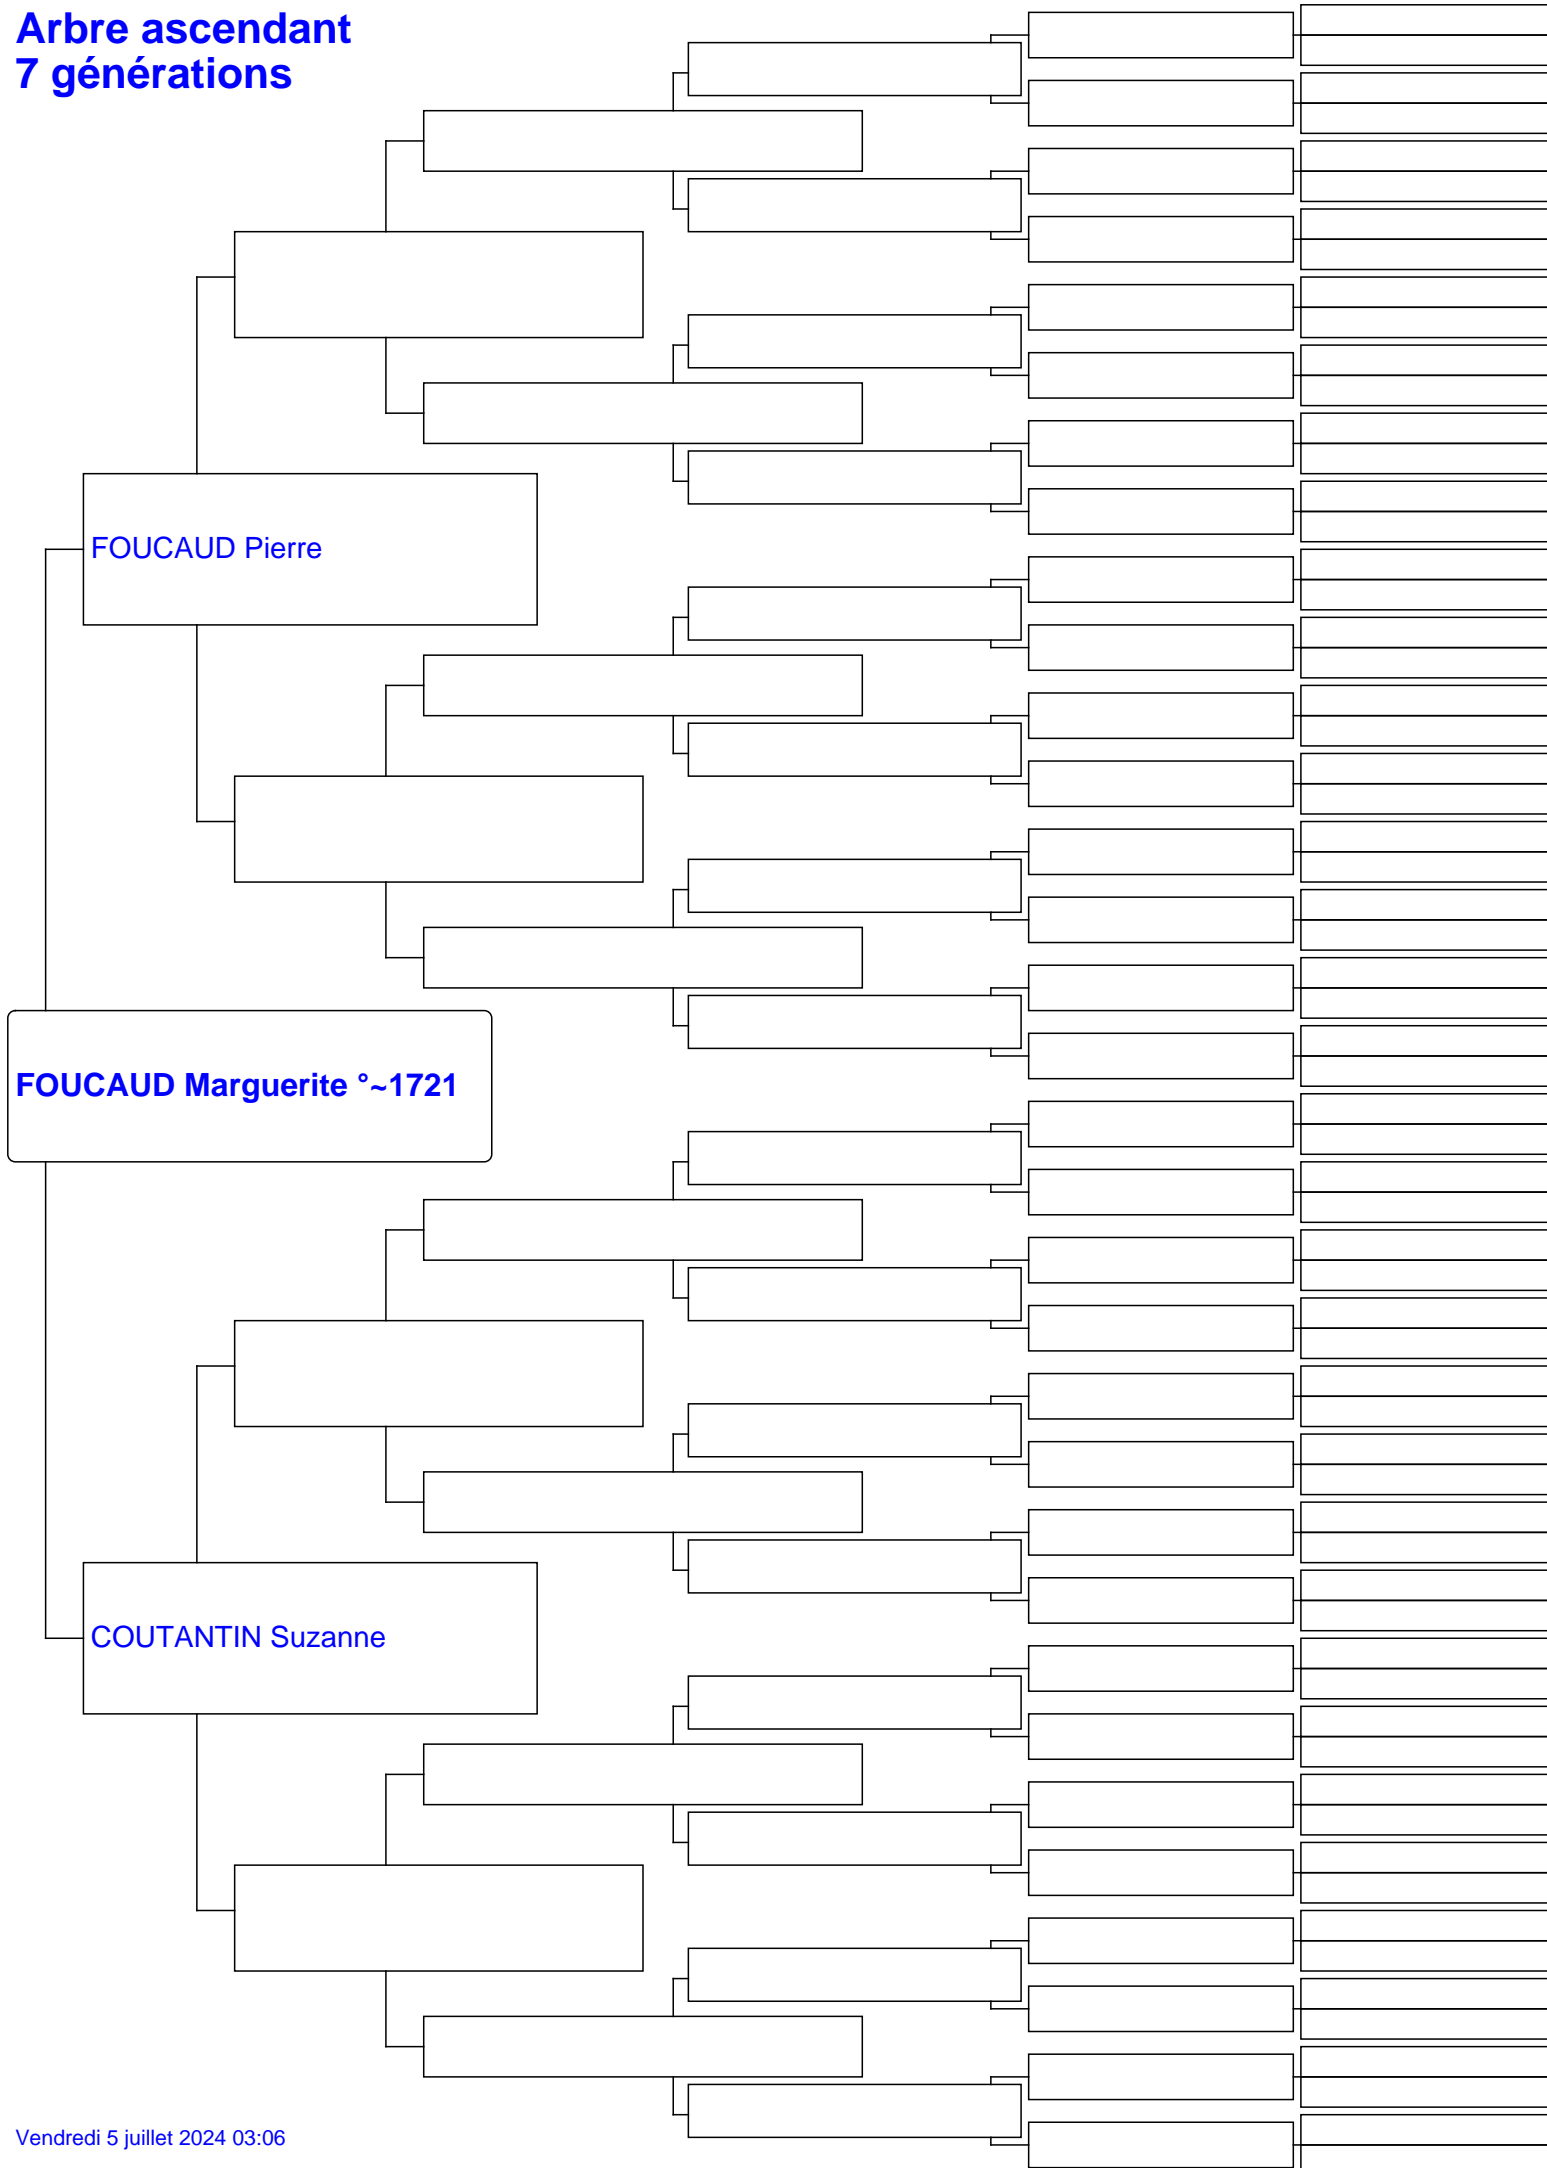 Arbre ascendant
7 générations
FOUCAUD Pierre
FOUCAUD Marguerite °~1721
COUTANTIN Suzanne
Vendredi 5 juillet 2024 03:06